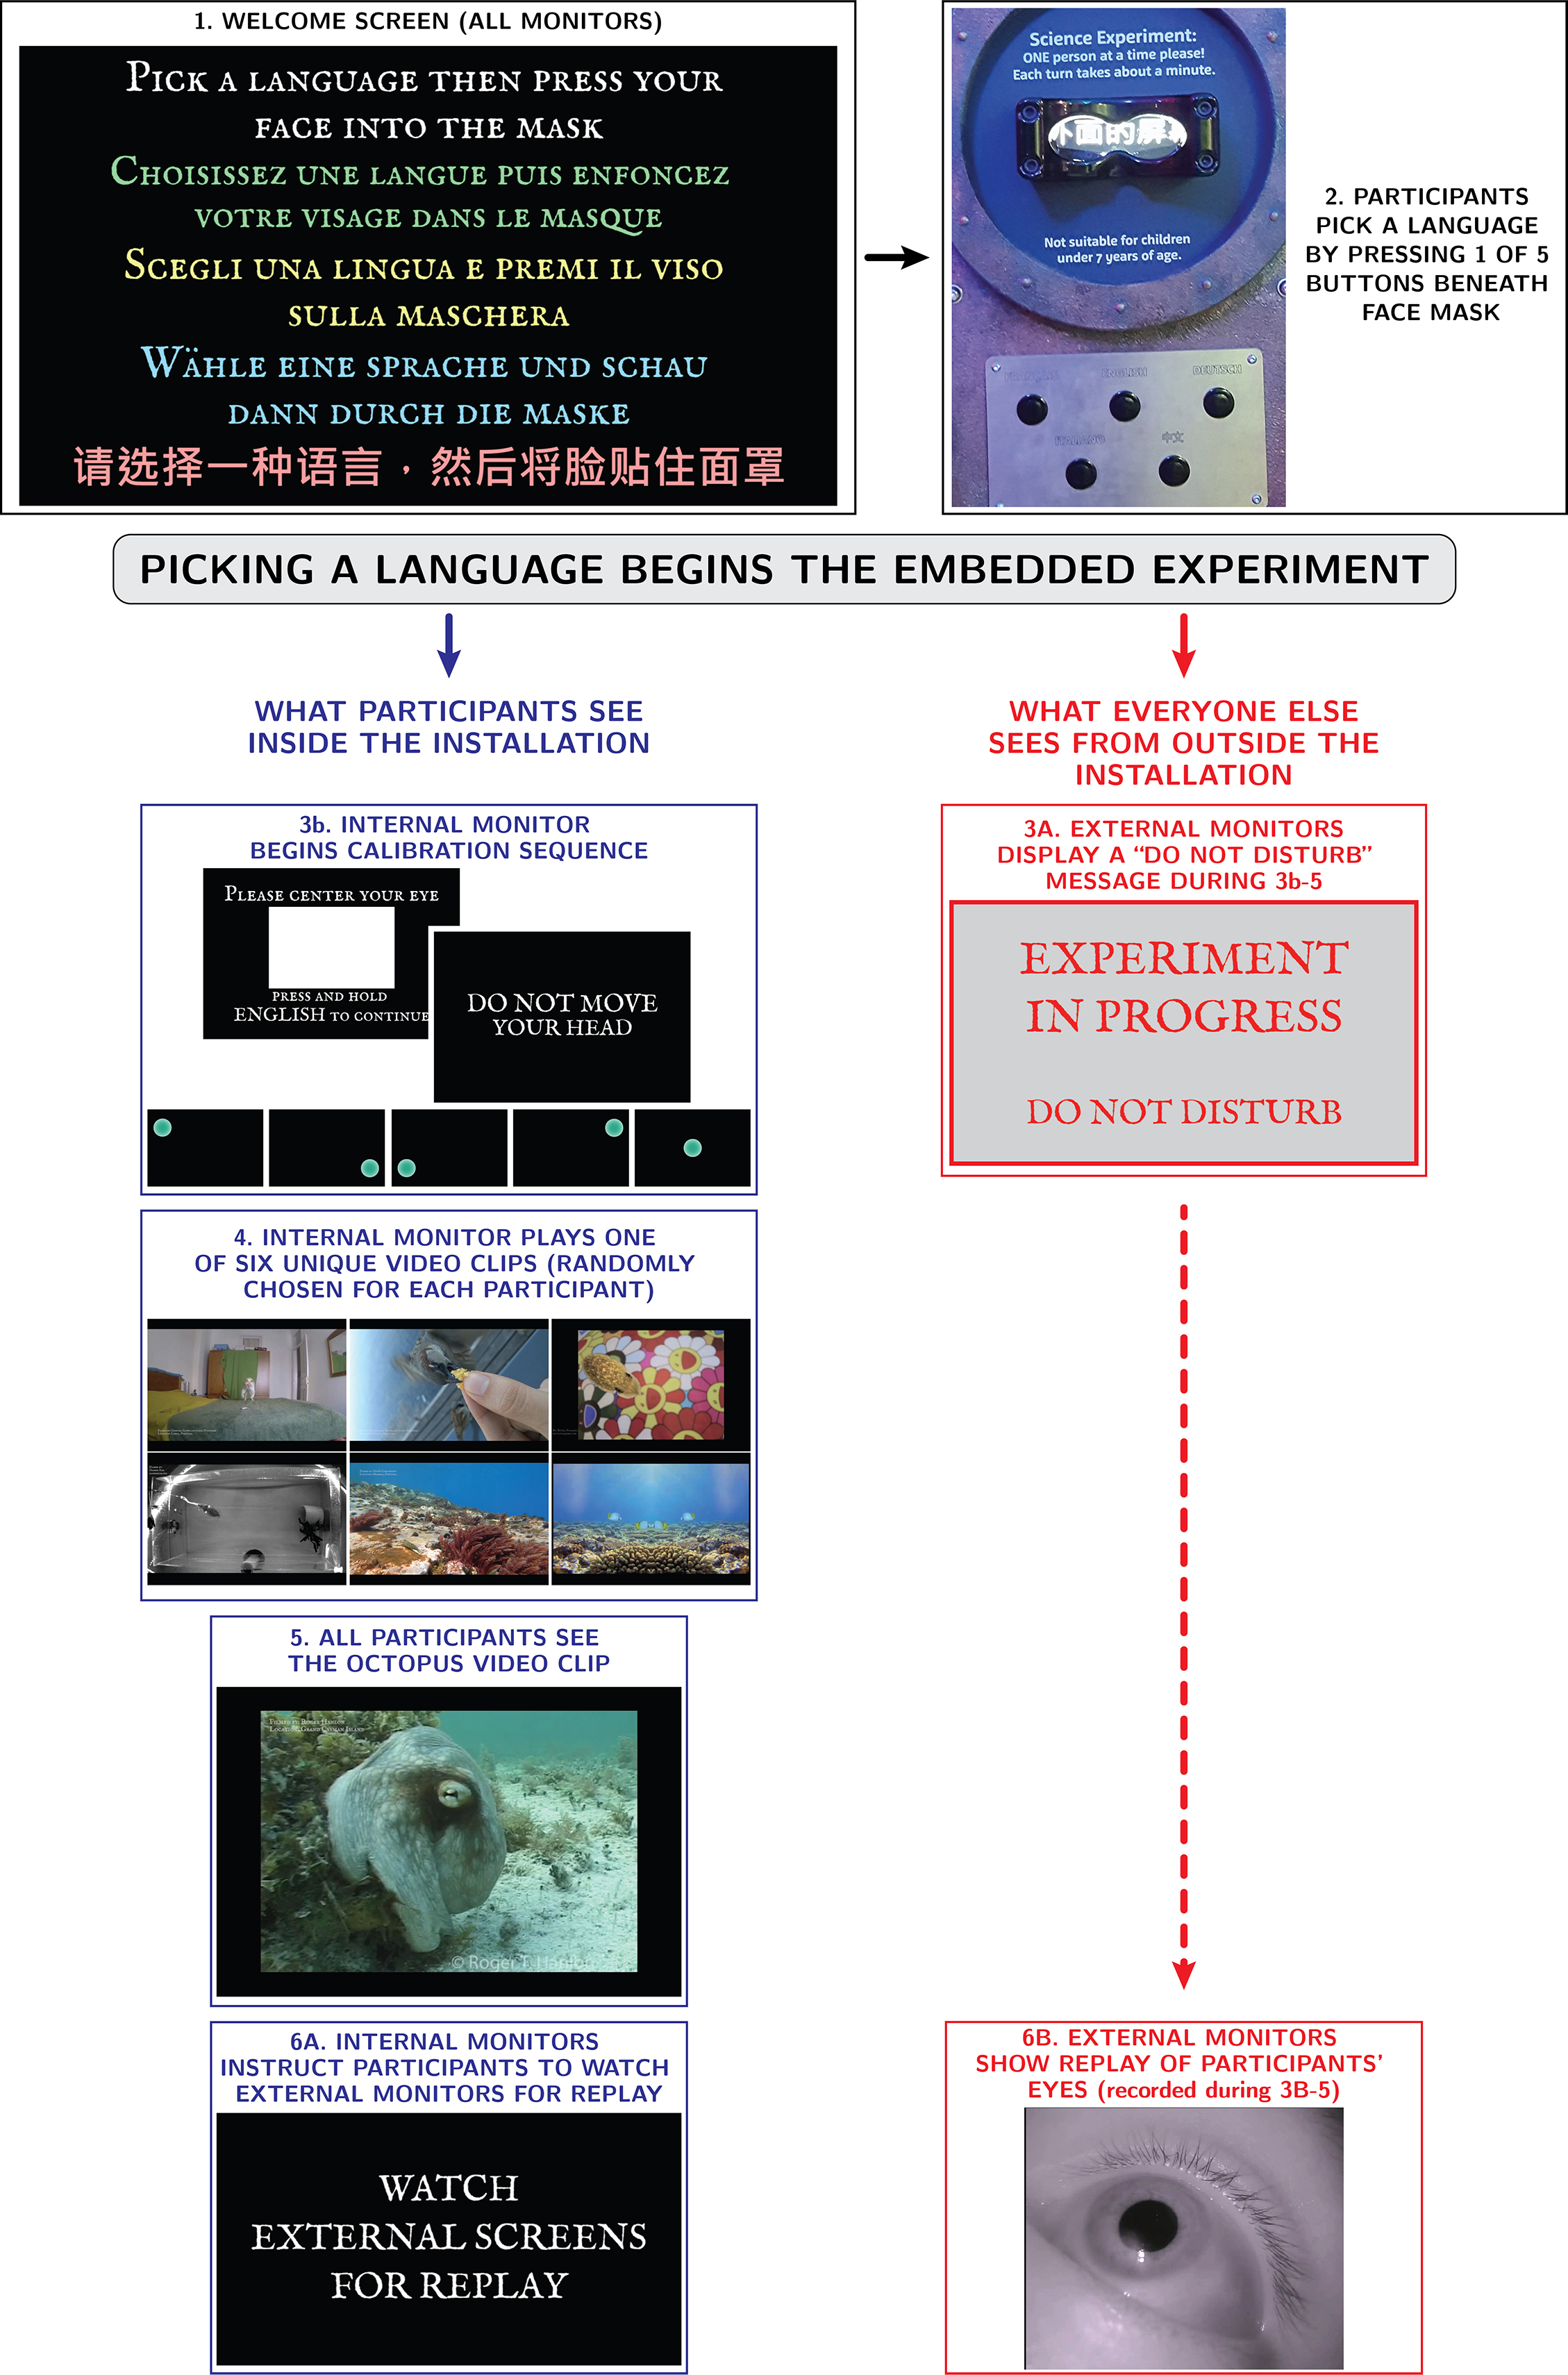 1. WELCOME SCREEN (ALL MONITORS)
PICK A LANGUAGE THEN PRESS YOUR
FACE INTO THE MASK
CHOISISSEZ UNE LANGUE PUIS ENFONCEZ
VOTRE VISAGE DANS LE MASQUE
SCEGLI UNA LINGUA E PREMI IL VISO
SULLA MASCHERA
WÄHLE EINE SPRACHE UND SCHAU
DANN DURCH DIE MASKE
请选择一种语言，然后将脸贴住面罩
Science Experiment:
ONE person at a time please!
Each turn takes about a minute.
面的屏
Not suitable for children
under 7 years of age.
FRANÇAIS ENGLISH DEUTSCH
ITALIANO 中文
2. PARTICIPANTS
PICK A LANGUAGE
BY PRESSING 1 OF 5
BUTTONS BENEATH
FACE MASK
PICKING A LANGUAGE BEGINS THE EMBEDDED EXPERIMENT
WHAT PARTICIPANTS SEE
INSIDE THE INSTALLATION
3b. INTERNAL MONITOR
BEGINS CALIBRATION SEQUENCE
PLEASE CENTER YOUR EYE
PRESS AND HOLD
ENGLISH TO CONTINUE
DO NOT MOVE
YOUR HEAD
4. INTERNAL MONITOR PLAYS ONE
OF SIX UNIQUE VIDEO CLIPS (RANDOMLY
CHOSEN FOR EACH PARTICIPANT)
5. ALL PARTICIPANTS SEE
THE OCTOPUS VIDEO CLIP
FILMED BY: ROGER HANLON
LOCATION: GRAND CAYMAN ISLAND
© Roger T. Hanlon
6A. INTERNAL MONITORS
INSTRUCT PARTICIPANTS TO WATCH
EXTERNAL MONITORS FOR REPLAY
WATCH
EXTERNAL SCREENS
FOR REPLAY
WHAT EVERYONE ELSE
SEES FROM OUTSIDE THE
INSTALLATION
3A. EXTERNAL MONITORS
DISPLAY A “DO NOT DISTURB”
MESSAGE DURING 3b-5
EXPERIMENT
IN PROGRESS
DO NOT DISTURB
6B. EXTERNAL MONITORS
SHOW REPLAY OF PARTICIPANTS’
EYES (recorded during 3B-5)